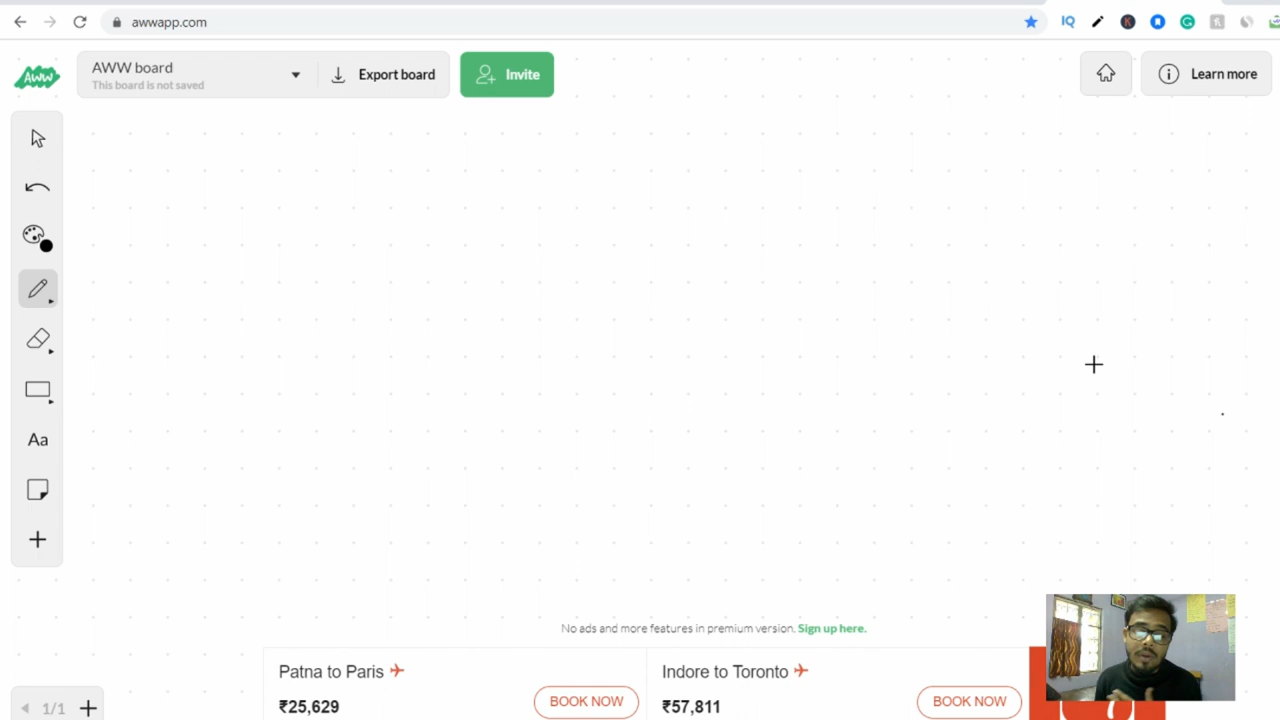 awwapp.com
IQ
AWW
AWW board
This board is not saved
Export board
Invite
Learn more
Aa
No ads and more features in premium version. Sign up here.
Patna to Paris
₹25,629
BOOK NOW
Indore to Toronto
₹57,811
BOOK NOW
1/1